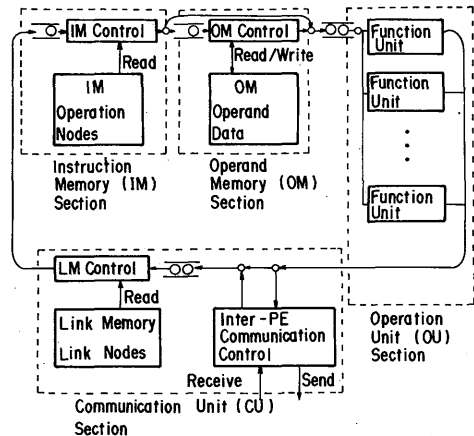 IM Control
Read
IM
Operation
Nodes
Instruction
Memory (IM)
Section
OM Control
Read/Write
OM
Operand
Data
Operand
Memory (OM)
Section
Function
Unit
Function
Unit
Function
Unit
Operation
Unit (OU)
Section
LM Control
Read
Link Memory
Link Nodes
Inter-PE
Communication
Control
Receive
Send
Communication Unit (CU)
Section